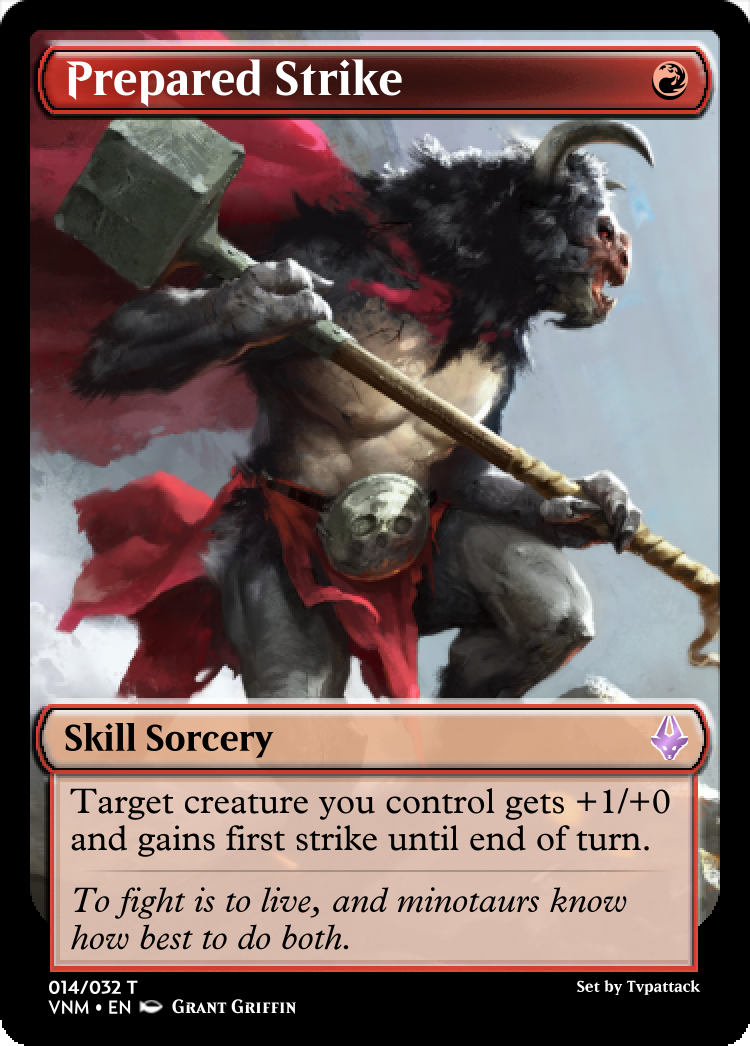 Prepared Strike
Skill Sorcery
Target creature you control gets +1/+0
and gains first strike until end of turn.
To fight is to live, and minotaurs know
how best to do both.
014/032 T
Set by Tvpattack
VNM • EN Grant Griffin